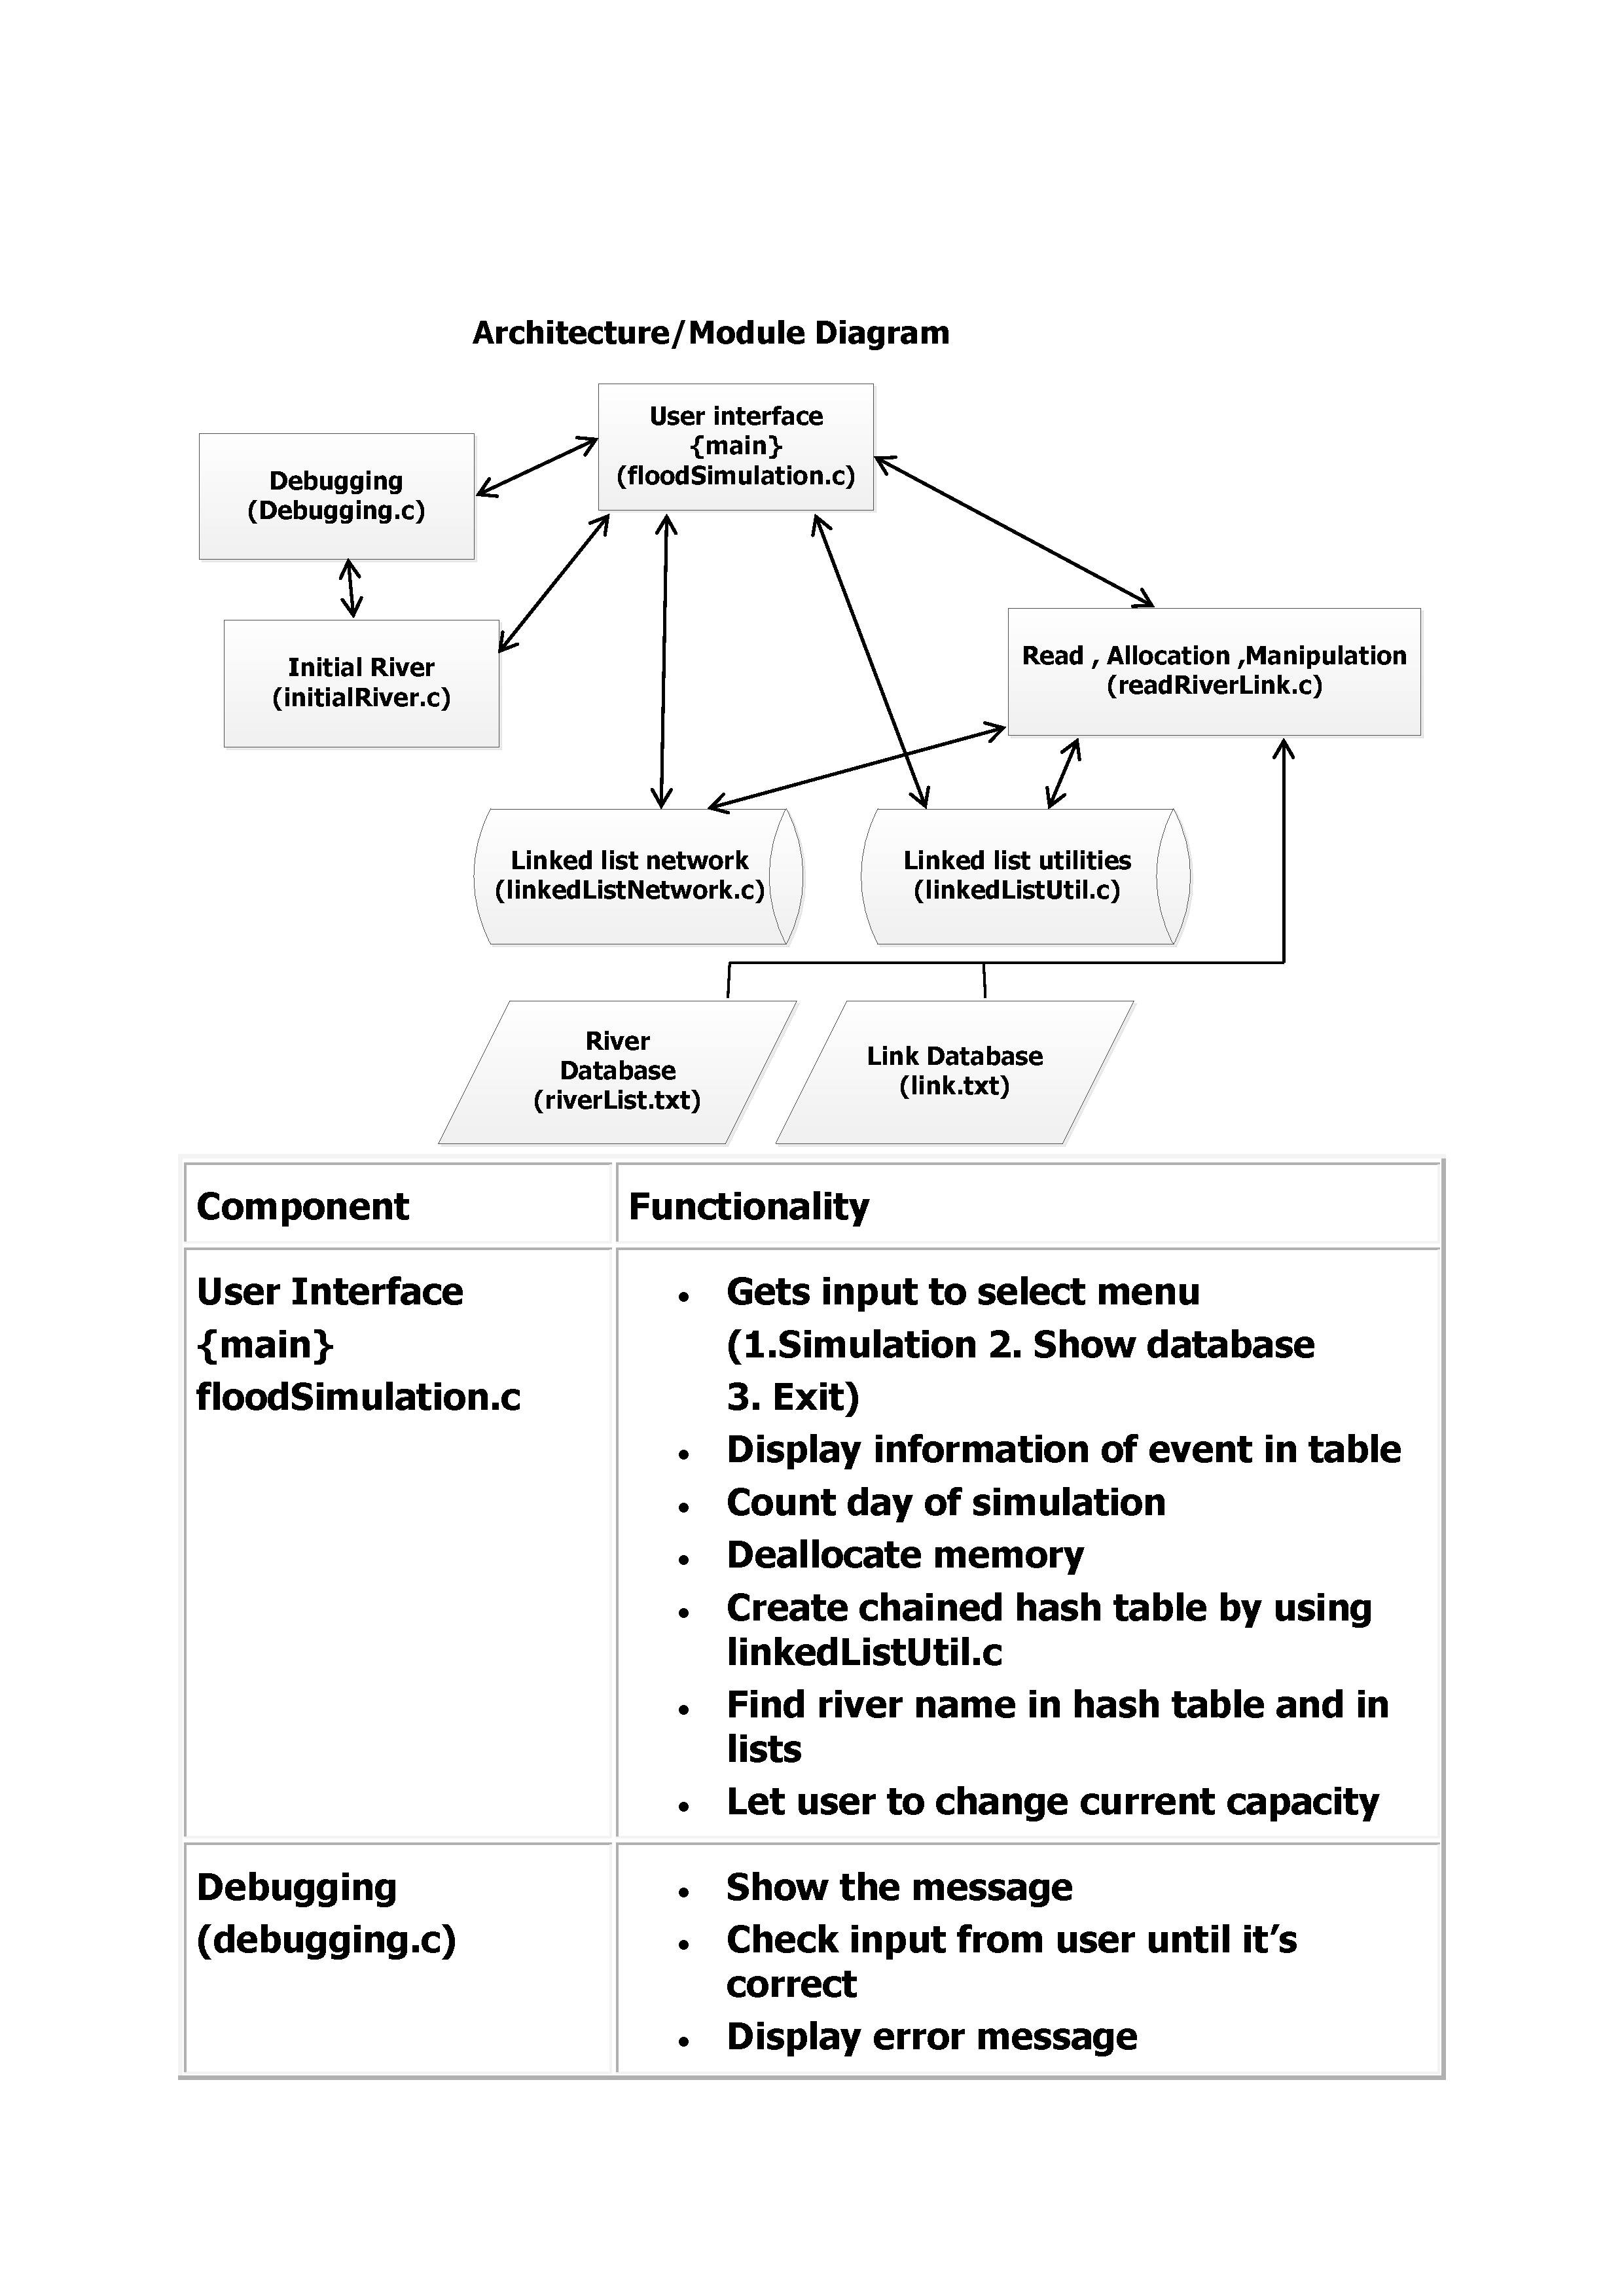 Architecture/Module Diagram
User interface
{main}
(floodSimulation.c)
Debugging
(Debugging.c)
Initial River
(initialRiver.c)
Read , Allocation ,Manipulation
(readRiverLink.c)
Linked list network
(linkedListNetwork.c)
Linked list utilities
(linkedListUtil.c)
River
Database
(riverList.txt)
Link Database
(link.txt)
Component
Functionality
User Interface
{main}
floodSimulation.c
• Gets input to select menu
(1.Simulation 2. Show database
3. Exit)
• Display information of event in table
• Count day of simulation
• Deallocate memory
• Create chained hash table by using
linkedListUtil.c
• Find river name in hash table and in
lists
• Let user to change current capacity
Debugging
(debugging.c)
• Show the message
• Check input from user until it’s
correct
• Display error message